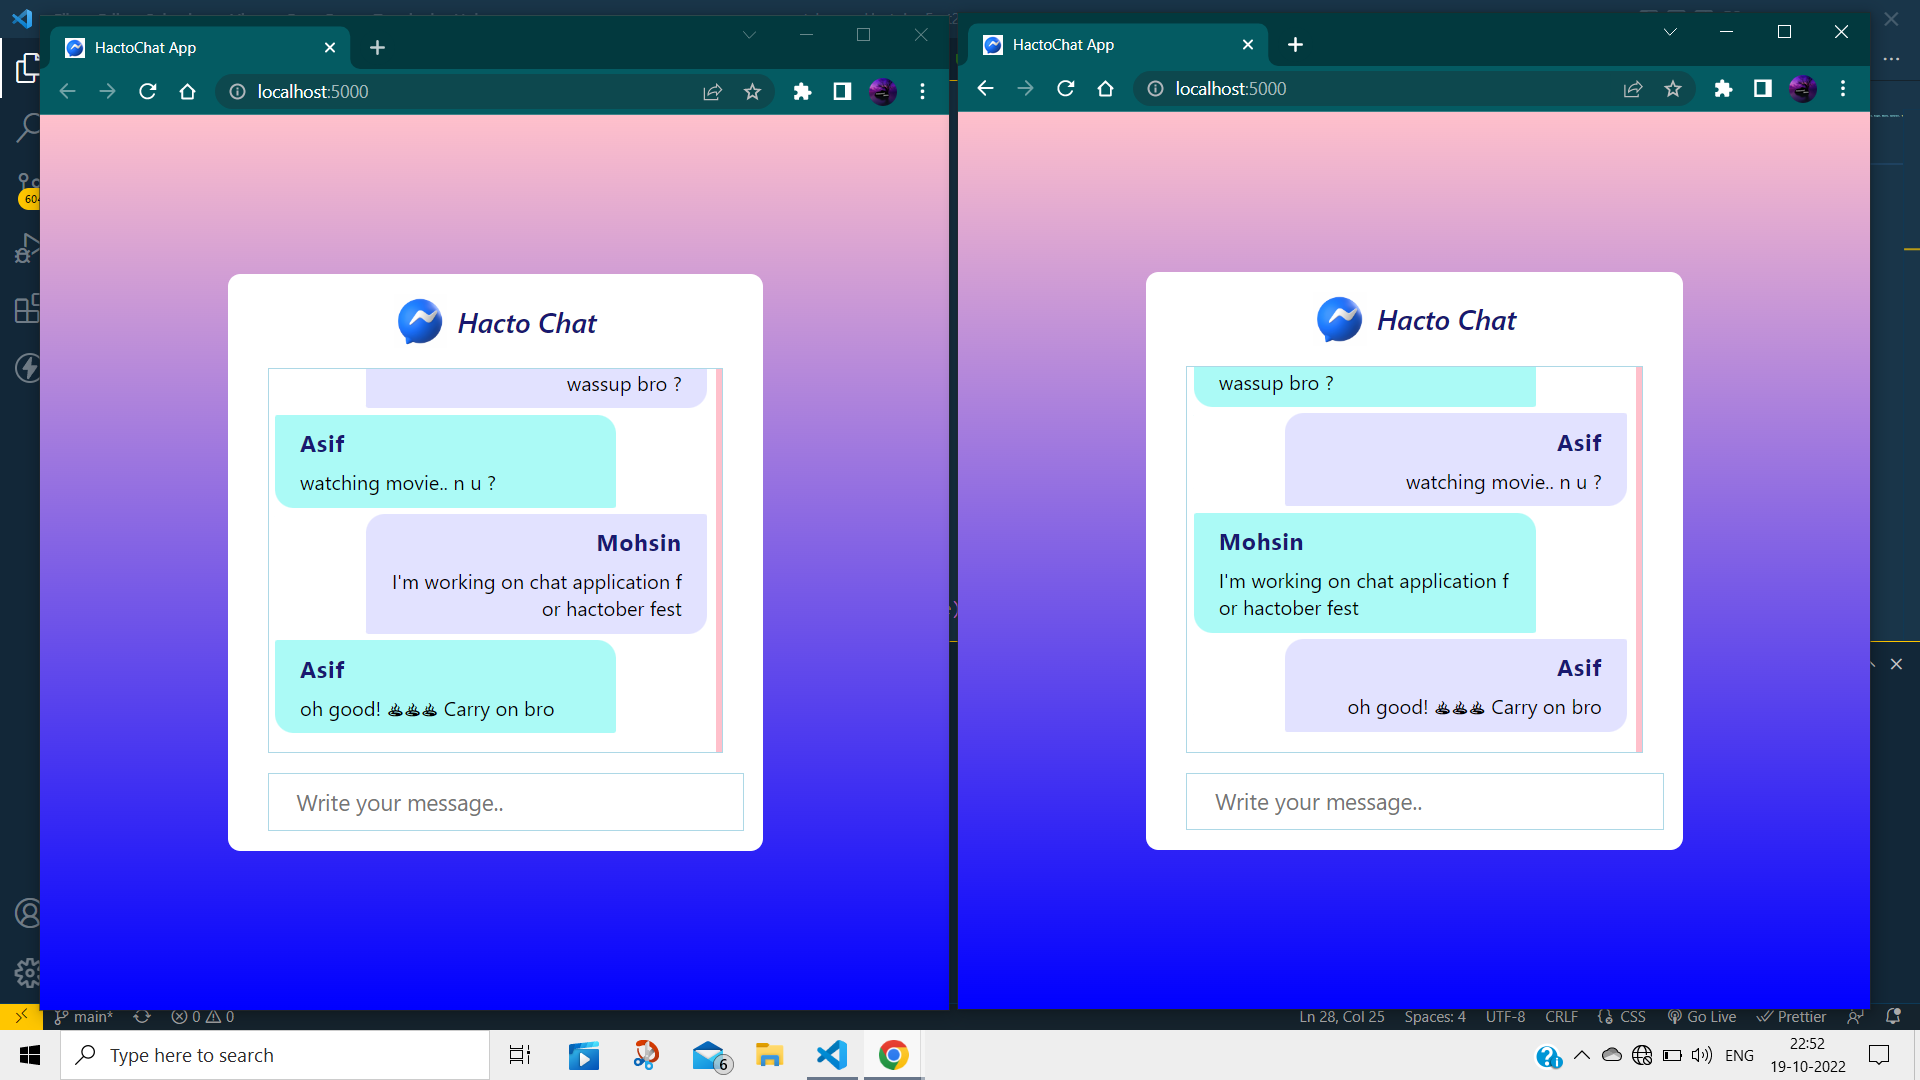 HactoChat App
localhost:5000
Hacto Chat
wassup bro ?
Asif
watching movie.. n u ?
Mohsin
I'm working on chat application f
or hactober fest
Asif
oh good! ♨♨♨ Carry on bro
Write your message..
HactoChat App
localhost:5000
Hacto Chat
wassup bro ?
Asif
watching movie.. n u ?
Mohsin
I'm working on chat application f
or hactober fest
Asif
oh good! ♨♨♨ Carry on bro
Write your message..
main* 0 0
Ln 28, Col 25 Spaces: 4 UTF-8 CRLF CSS Go Live Prettier
Type here to search
6
ENG
22:52
19-10-2022